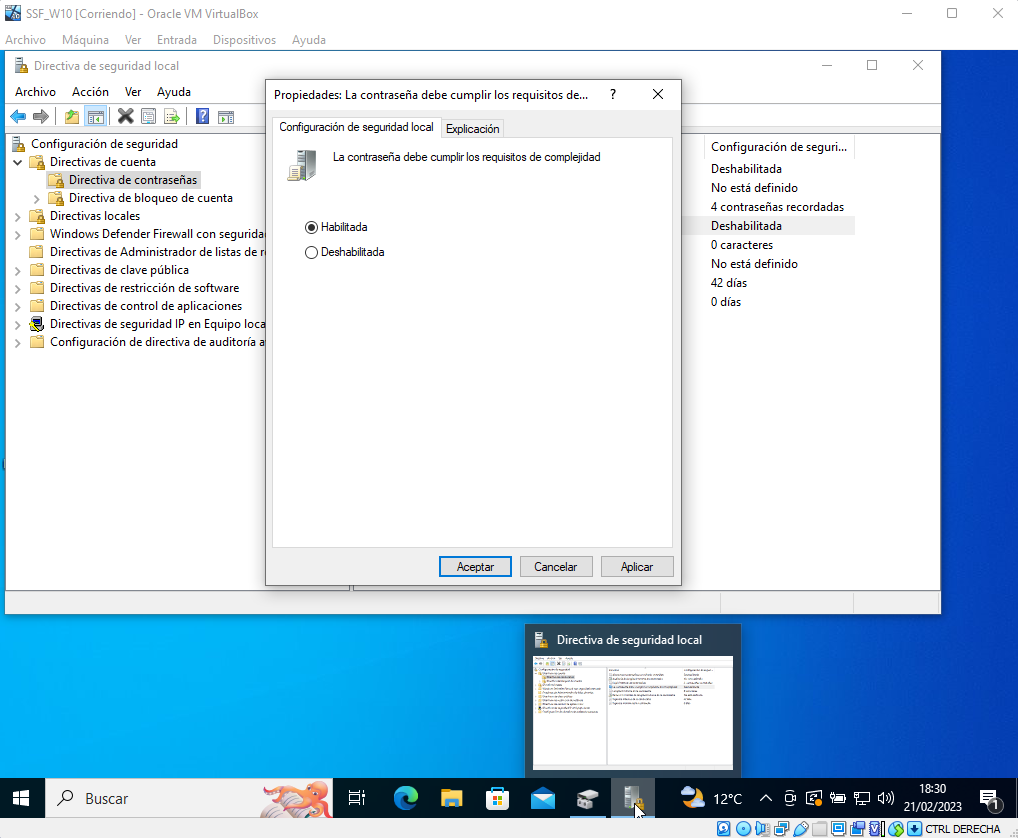 SSF_W10 [Corriendo] - Oracle VM VirtualBox
Archivo Máquina Ver Entrada Dispositivos Ayuda
Directiva de seguridad local
Archivo Acción Ver Ayuda
Configuración de seguridad
Directivas de cuenta
Directiva de contraseñas
Directiva de bloqueo de cuenta
Directivas locales
Windows Defender Firewall con segurida
Directivas de Administrador de listas de r
Directivas de clave pública
Directivas de restricción de software
Directivas de control de aplicaciones
Directivas de seguridad IP en Equipo loca
Configuración de directiva de auditoría a
Propiedades: La contraseña debe cumplir los requisitos de...
?
Configuración de seguridad local Explicación
La contraseña debe cumplir los requisitos de complejidad
Habilitada
Deshabilitada
Aceptar Cancelar Aplicar
Configuración de seguri...
Deshabilitada
No está definido
4 contraseñas recordadas
Deshabilitada
0 caracteres
No está definido
42 días
0 días
Directiva de seguridad local
Buscar
12°C
18:30
21/02/2023
1
CTRL DERECHA